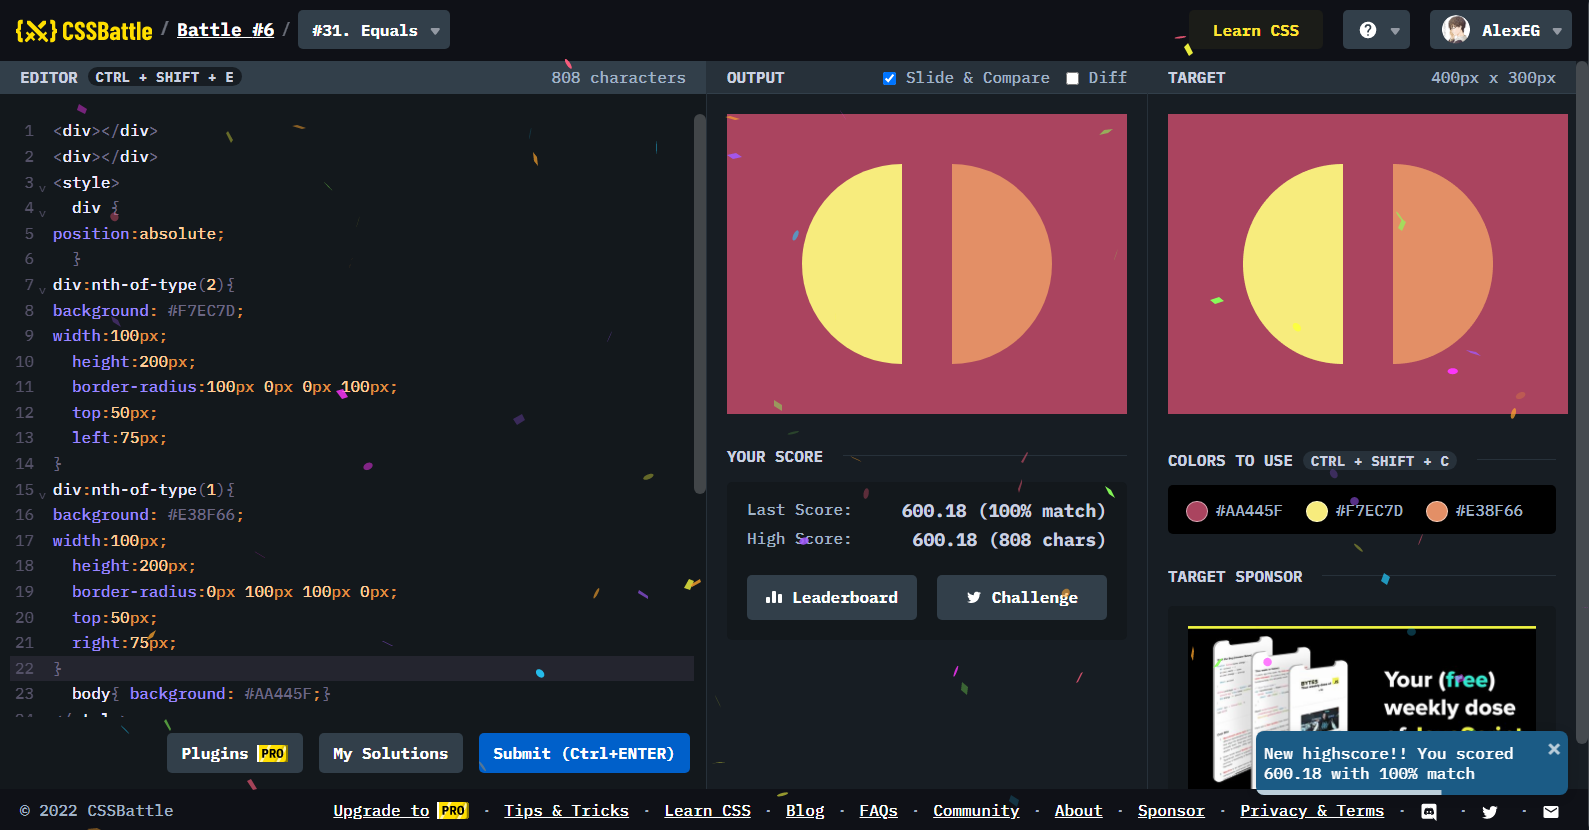 CSSBattle / Battle #6 / #31. Equals
Learn CSS
AlexEG
EDITOR CTRL + SHIFT + E 808 characters
1 <div></div>
2 <div></div>
3 <style>
4 div {
5 position:absolute;
6 }
7 div:nth-of-type(2){
8 background: #F7EC7D;
9 width:100px;
10 height:200px;
11 border-radius:100px 0px 0px 100px;
12 top:50px;
13 left:75px;
14 }
15 div:nth-of-type(1){
16 background: #E38F66;
17 width:100px;
18 height:200px;
19 border-radius:0px 100px 100px 0px;
20 top:50px;
21 right:75px;
22 }
23 body{ background: #AA445F;}
Plugins PRO My Solutions Submit (Ctrl+ENTER)
OUTPUT Slide & Compare Diff
YOUR SCORE
Last Score: 600.18 (100% match)
High Score: 600.18 (808 chars)
Leaderboard Challenge
TARGET 400px x 300px
COLORS TO USE CTRL + SHIFT + C
#AA445F #F7EC7D #E38F66
TARGET SPONSOR
BYTES
Your (free)
weekly dose
New highscore!! You scored
600.18 with 100% match
© 2022 CSSBattle
Upgrade to PRO · Tips & Tricks · Learn CSS · Blog · FAQs · Community · About · Sponsor · Privacy & Terms · · ·